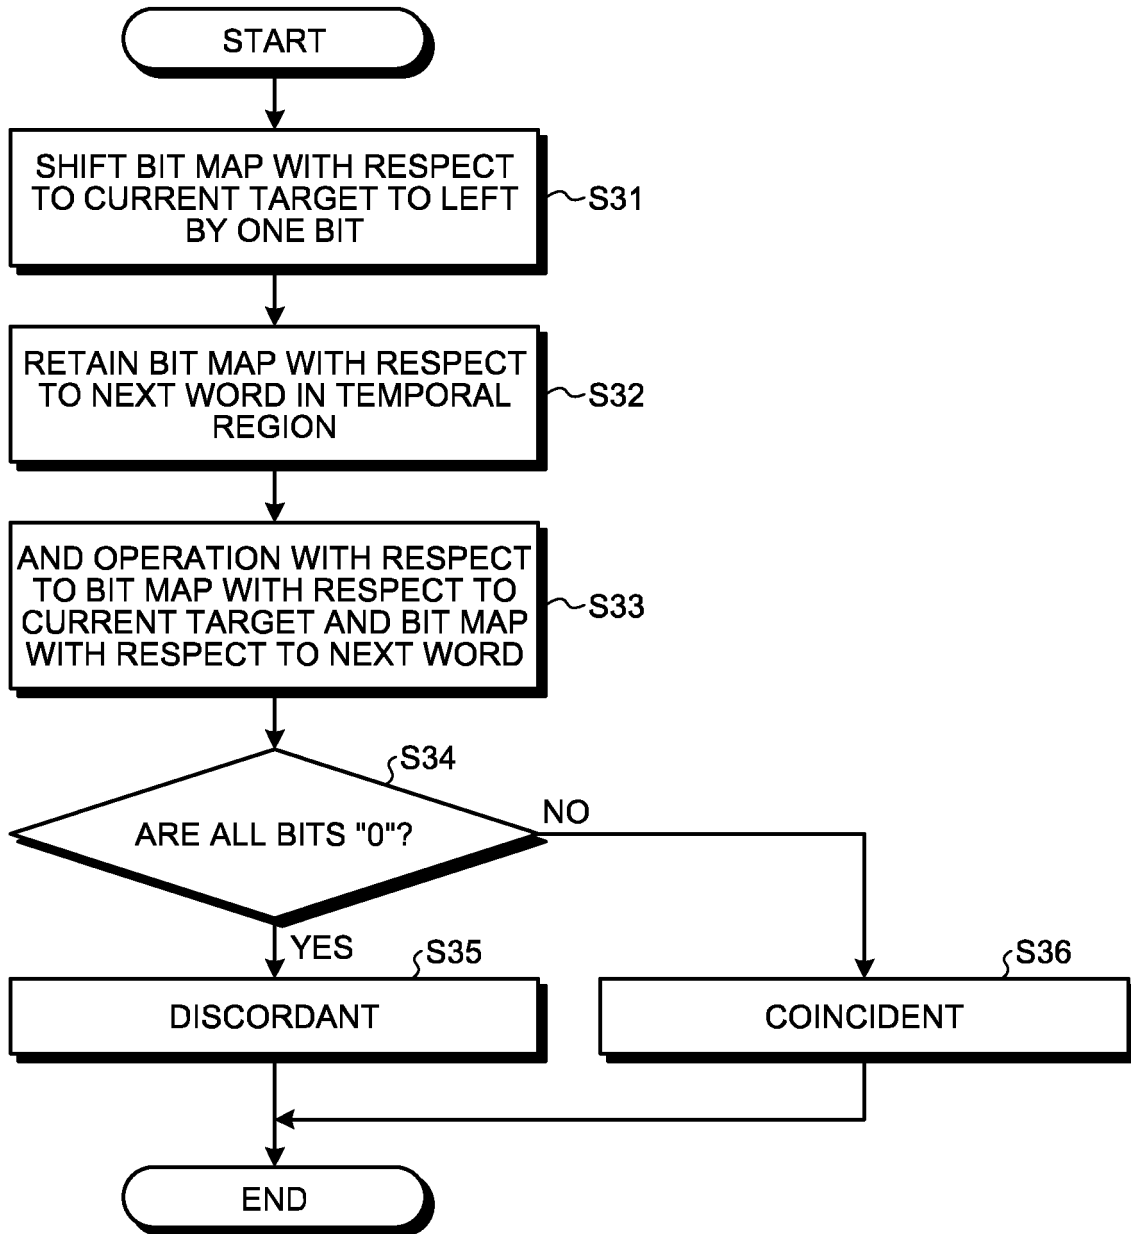 START
SHIFT BIT MAP WITH RESPECT
TO CURRENT TARGET TO LEFT
BY ONE BIT
S31
RETAIN BIT MAP WITH RESPECT
TO NEXT WORD IN TEMPORAL
REGION
S32
AND OPERATION WITH RESPECT
TO BIT MAP WITH RESPECT TO
CURRENT TARGET AND BIT MAP
WITH RESPECT TO NEXT WORD
S33
S34
ARE ALL BITS "0"?
NO
YES
S35
DISCORDANT
S36
COINCIDENT
END